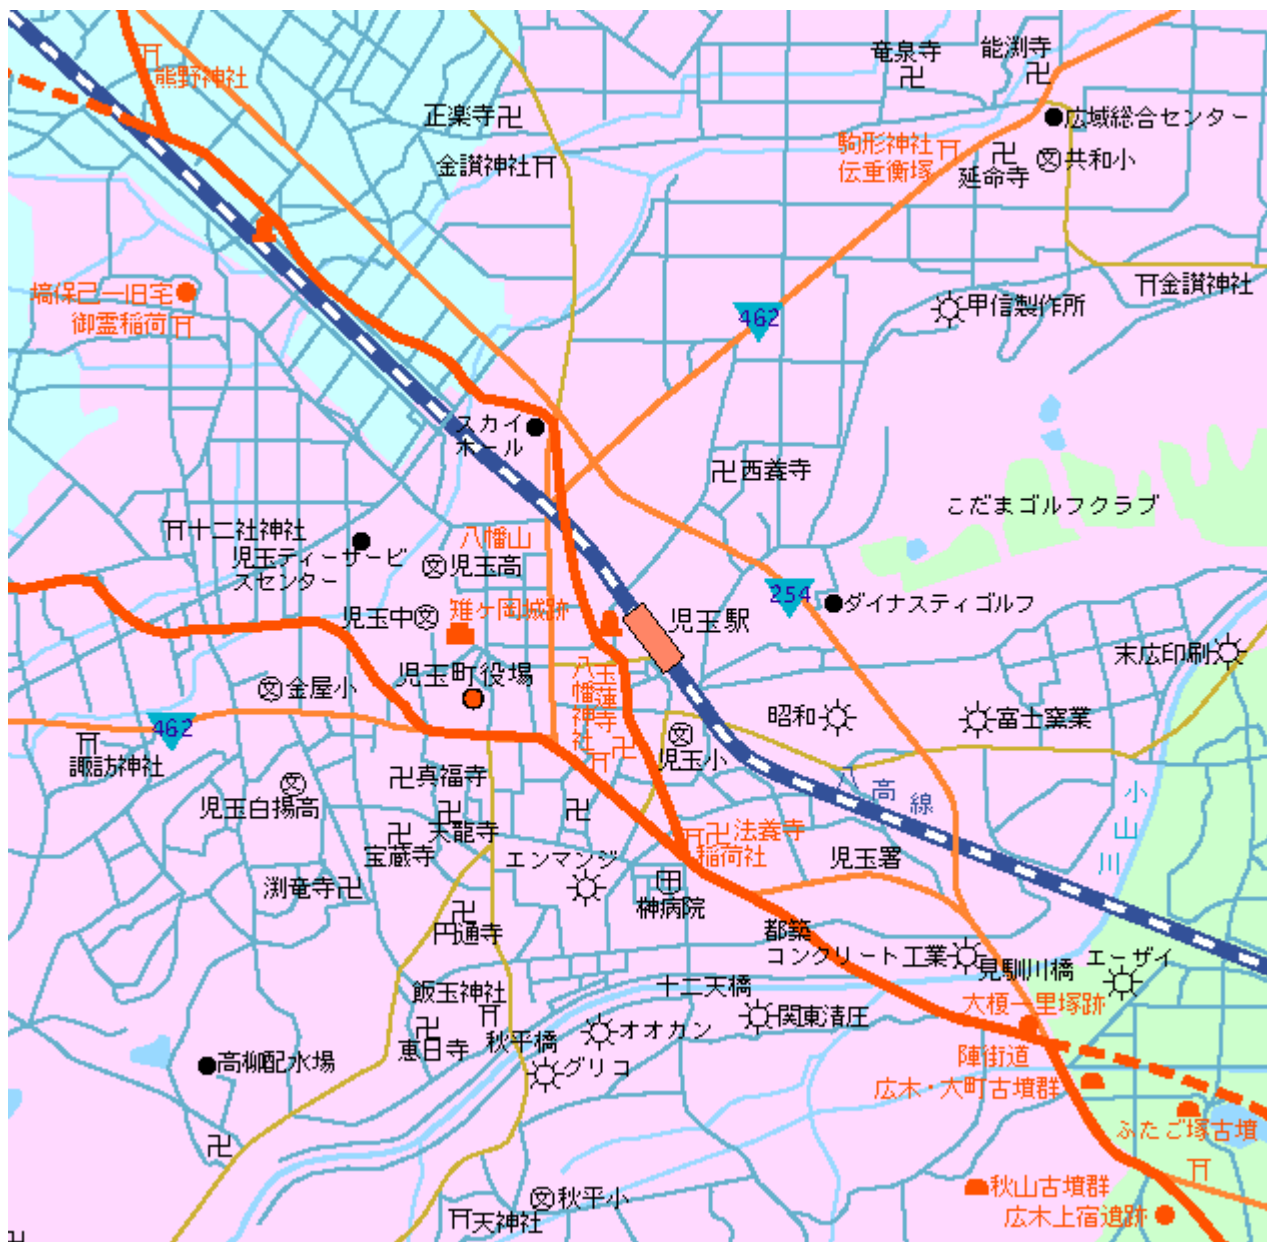 竜泉寺
能渕寺
熊野神社
正楽寺
広域総合センター
駒形神社
伝重衡塚
金讃神社
延命寺
共和小
塙保己一旧宅
御霊稲荷
金讃神社
甲信製作所
462
スカイ
ホール
西養寺
こだまゴルフクラブ
十二社神社
八幡山
児玉ティーサービ
スセンター
児玉高
254
ダイナスティゴルフ
児玉中
雉ヶ岡城跡
児玉駅
末広印刷
児玉町役場
八幡神社
玉蓮寺
金屋小
昭和
富士窯業
462
諏訪神社
児玉小
真福寺
八高線
小山川
児玉白揚高
天龍寺
法養寺
稲荷社
宝蔵寺
エンマンジ
児玉署
渕竜寺
榊病院
円通寺
都築
コンクリート工業
見馴川橋
エーザイ
飯玉神社
十二天橋
大榎一里塚跡
関東清圧
オオカン
恵日寺
秋平橋
陣街道
高柳配水場
グリコ
広木・大町古墳群
ふたご塚古墳
秋平小
秋山古墳群
天神社
広木上宿遺跡